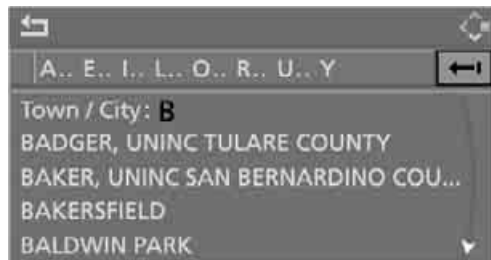 A.. E.. I.. L.. O.. R.. U.. Y
Town / City: B
BADGER, UNINC TULARE COUNTY
BAKER, UNINC SAN BERNARDINO COU...
BAKERSFIELD
BALDWIN PARK